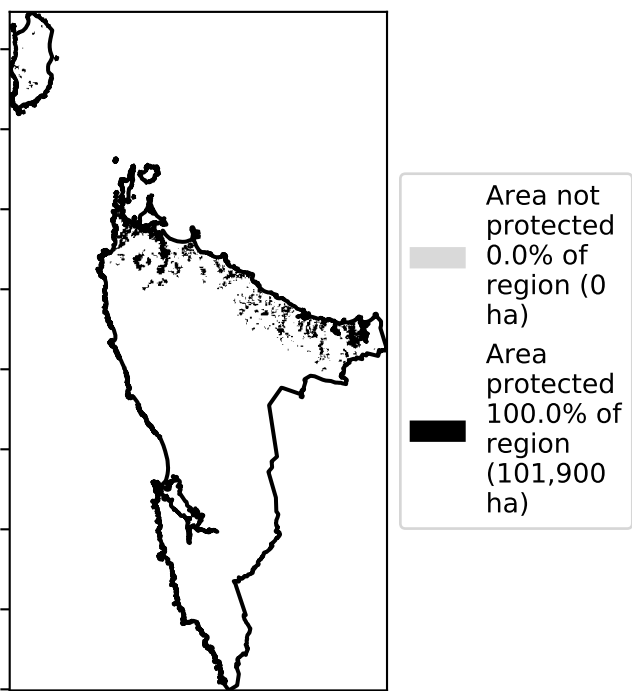 Area not
protected
0.0% of
region (0
ha)
Area
protected
100.0% of
region
(101,900
ha)